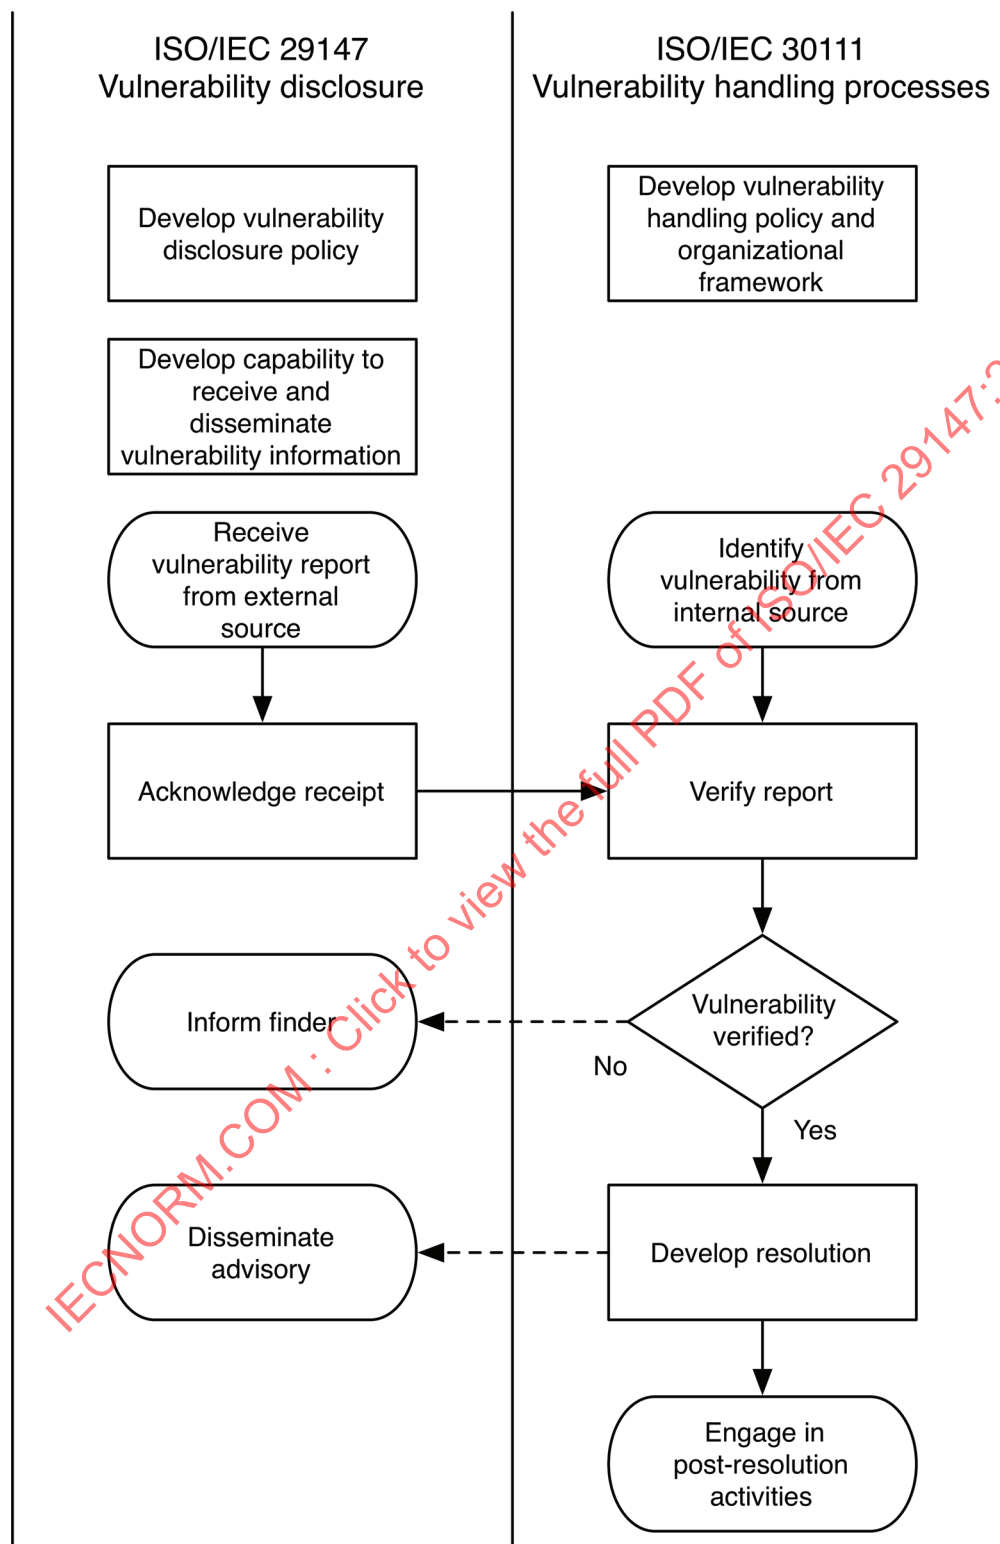 ISO/IEC 29147
Vulnerability disclosure
ISO/IEC 30111
Vulnerability handling processes
Develop vulnerability
disclosure policy
Develop vulnerability
handling policy and
organizational
framework
Develop capability to
receive and
disseminate
vulnerability information
Receive
vulnerability report
from external
source
Identify
vulnerability from
internal source
Acknowledge receipt
Verify report
Inform finder
Vulnerability
verified?
No
Yes
Disseminate
advisory
Develop resolution
Engage in
post-resolution
activities
IECNORM.COM : Click to view the full PDF of ISO/IEC 29147: